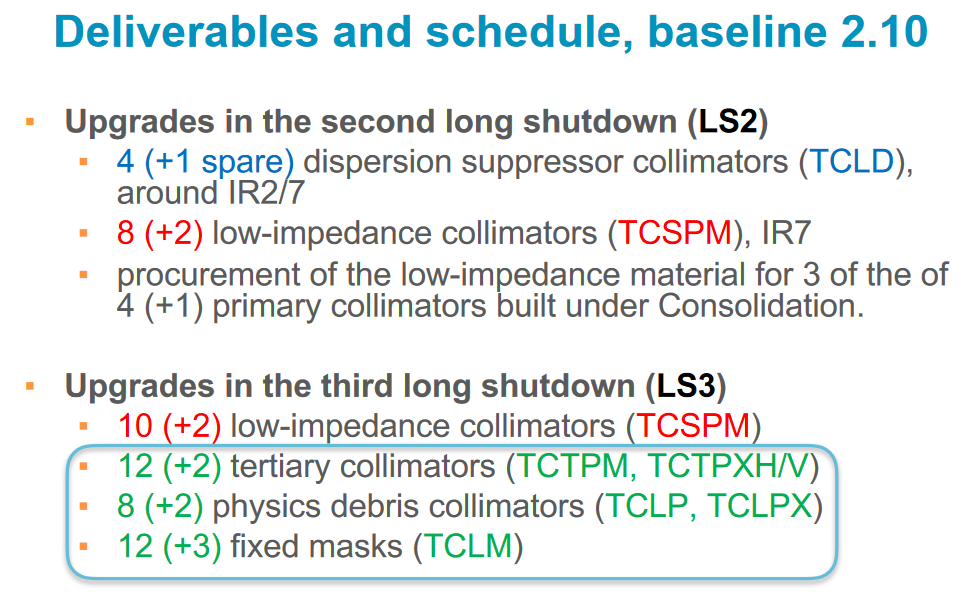 Deliverables and schedule, baseline 2.10
▪ Upgrades in the second long shutdown (LS2)
▪ 4 (+1 spare) dispersion suppressor collimators (TCLD),
around IR2/7
▪ 8 (+2) low-impedance collimators (TCSPM), IR7
▪ procurement of the low-impedance material for 3 of the of
4 (+1) primary collimators built under Consolidation.
▪ Upgrades in the third long shutdown (LS3)
▪ 10 (+2) low-impedance collimators (TCSPM)
▪ 12 (+2) tertiary collimators (TCTPM, TCTPXH/V)
▪ 8 (+2) physics debris collimators (TCLP, TCLPX)
▪ 12 (+3) fixed masks (TCLM)